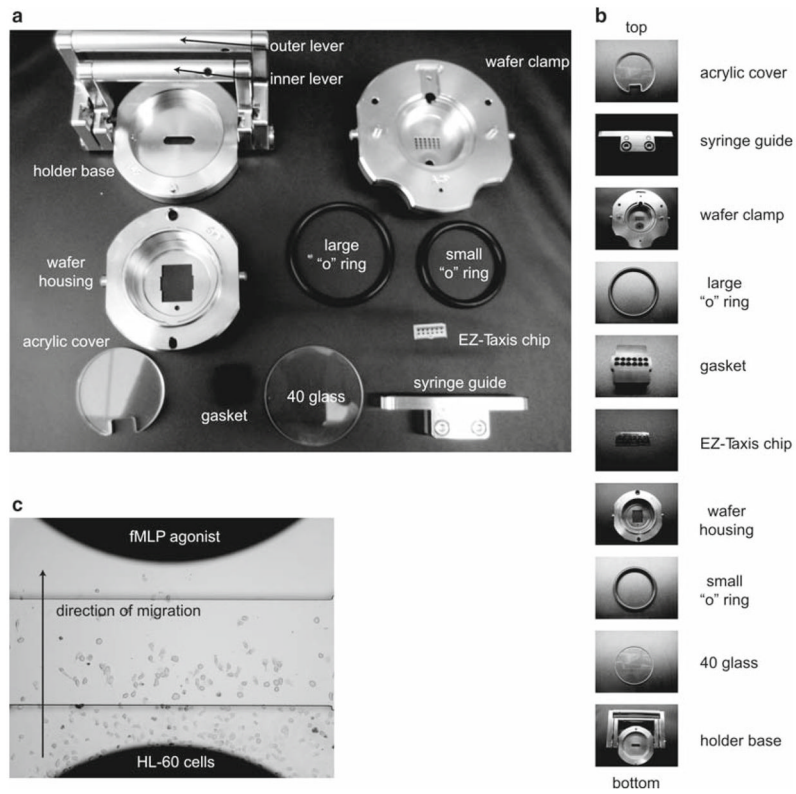 a
outer lever
inner lever
wafer clamp
holder base
wafer
housing
large
“o” ring
small
“o” ring
acrylic cover
EZ-Taxis chip
gasket
40 glass
syringe guide
b
top
acrylic cover
syringe guide
wafer clamp
large
“o” ring
gasket
EZ-Taxis chip
wafer
housing
small
“o” ring
40 glass
holder base
bottom
c
fMLP agonist
direction of migration
HL-60 cells